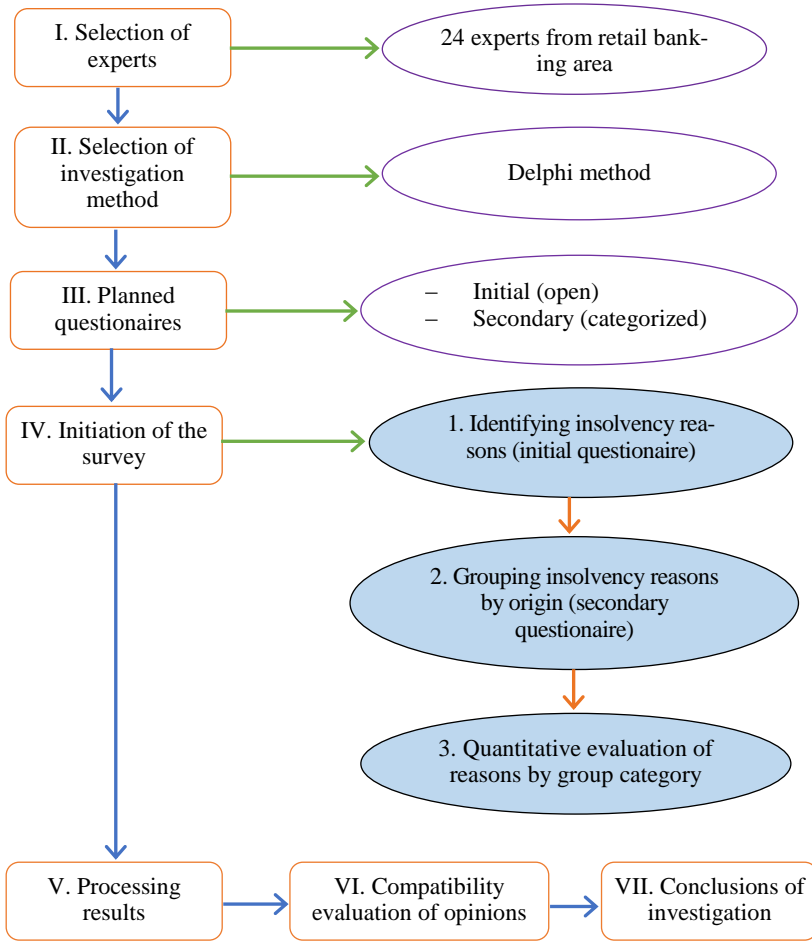 I. Selection of
experts
24 experts from retail bank-
ing area
II. Selection of
investigation
method
Delphi method
III. Planned
questionaires
– Initial (open)
– Secondary (categorized)
IV. Initiation of the
survey
1. Identifying insolvency rea-
sons (initial questionaire)
2. Grouping insolvency reasons
by origin (secondary
questionaire)
3. Quantitative evaluation of
reasons by group category
V. Processing
results
VI. Compatibility
evaluation of opinions
VII. Conclusions of
investigation